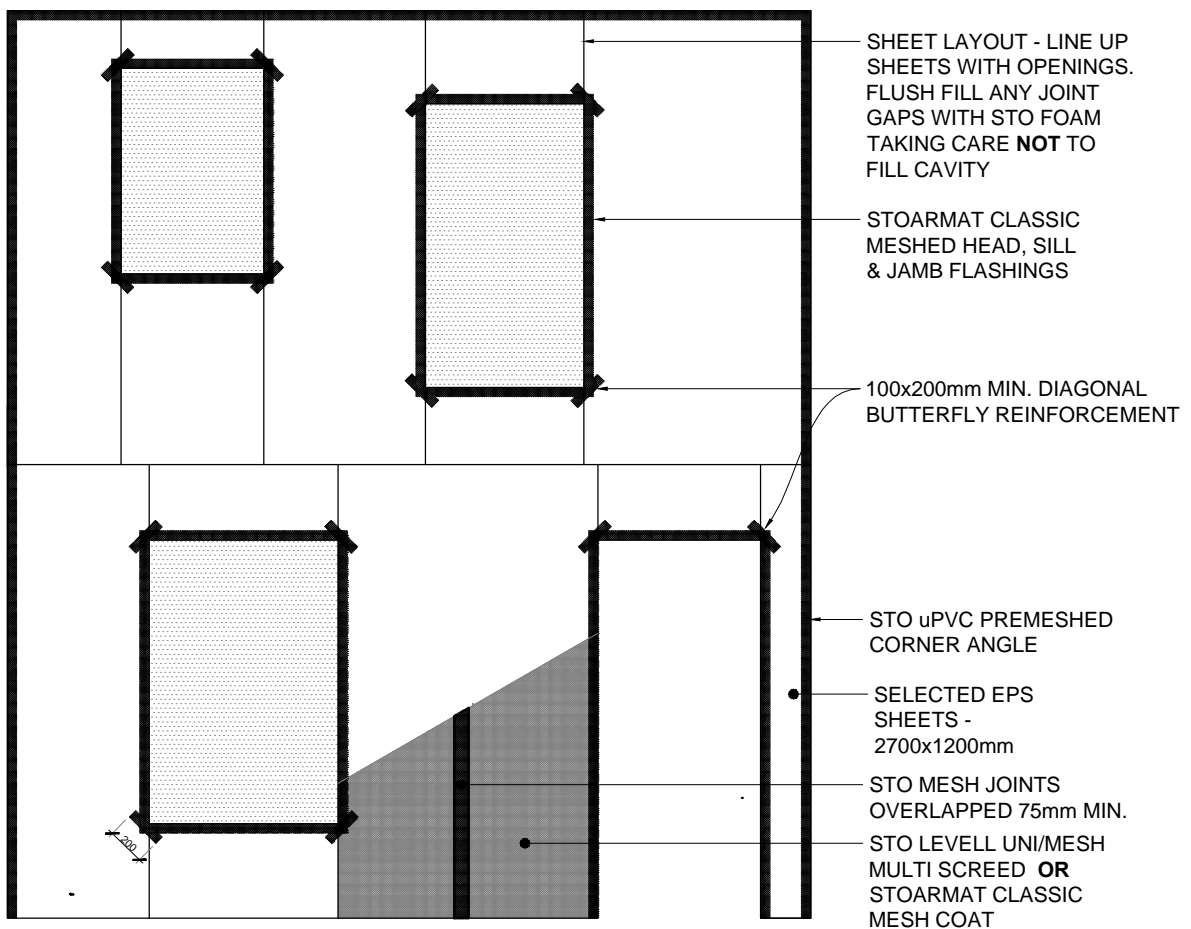 SHEET LAYOUT - LINE UP
SHEETS WITH OPENINGS.
FLUSH FILL ANY JOINT
GAPS WITH STO FOAM
TAKING CARE NOT TO
FILL CAVITY
STOARMAT CLASSIC
MESHED HEAD, SILL
& JAMB FLASHINGS
100x200mm MIN. DIAGONAL
BUTTERFLY REINFORCEMENT
STO uPVC PREMESHED
CORNER ANGLE
SELECTED EPS
SHEETS -
2700x1200mm
STO MESH JOINTS
OVERLAPPED 75mm MIN.
STO LEVELL UNI/MESH
MULTI SCREED OR
STOARMAT CLASSIC
MESH COAT
200